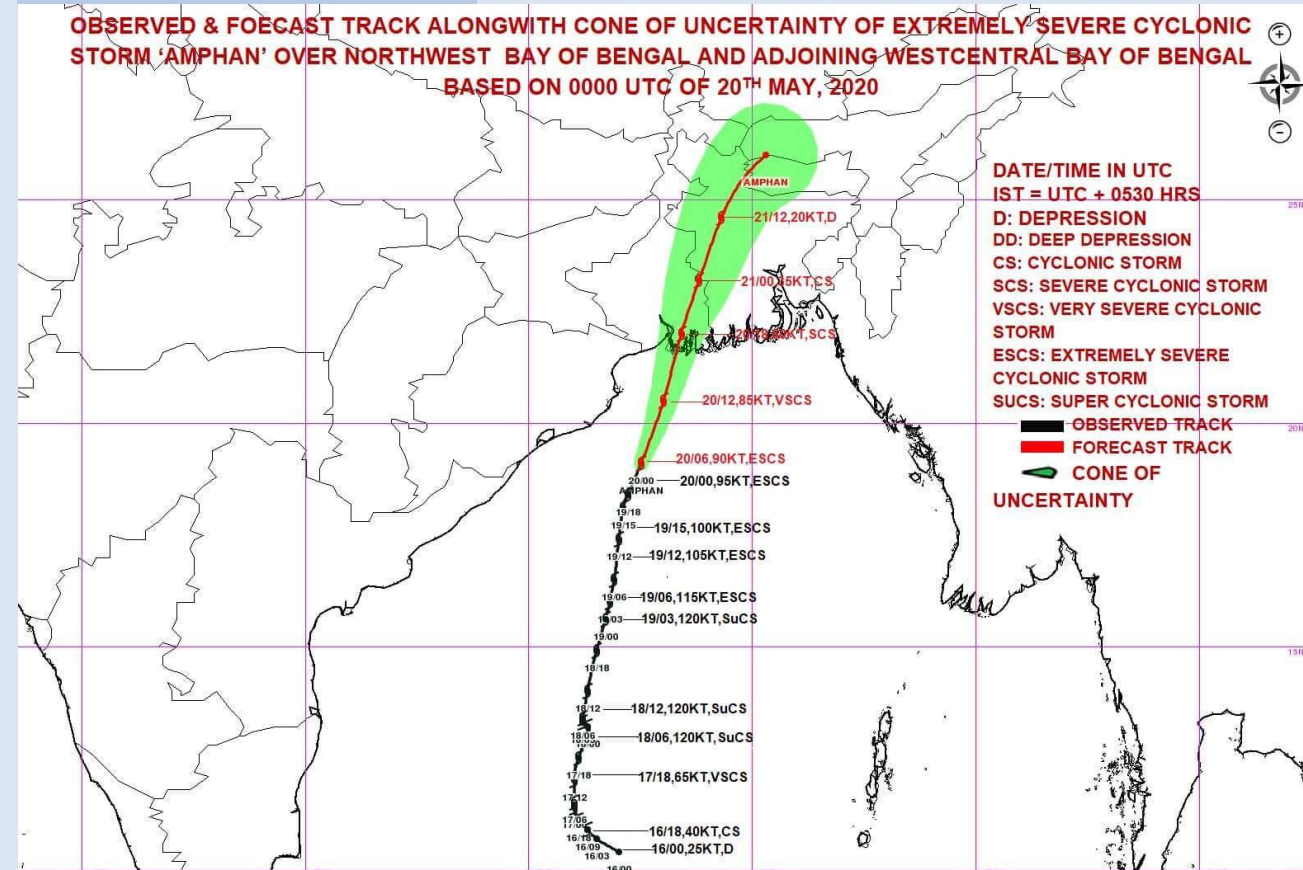 OBSERVED & FOECAST TRACK ALONGWITH CONE OF UNCERTAINTY OF EXTREMELY SEVERE CYCLONIC
STORM ‘AMPHAN’ OVER NORTHWEST BAY OF BENGAL AND ADJOINING WESTCENTRAL BAY OF BENGAL
BASED ON 0000 UTC OF 20TH MAY, 2020
DATE/TIME IN UTC
IST = UTC + 0530 HRS
D: DEPRESSION
DD: DEEP DEPRESSION
CS: CYCLONIC STORM
SCS: SEVERE CYCLONIC STORM
VSCS: VERY SEVERE CYCLONIC
STORM
ESCS: EXTREMELY SEVERE
CYCLONIC STORM
SUCS: SUPER CYCLONIC STORM
OBSERVED TRACK
FORECAST TRACK
CONE OF
UNCERTAINTY
AMPHAN
25N
21/12,20KT,D
21/00,35KT,CS
20/12,85KT,VSCS
20N
20/06,90KT,ESCS
20/00
20/00,95KT,ESCS
AMPHAN
19/18
19/15
19/15,100KT,ESCS
19/12
19/12,105KT,ESCS
19/06
19/06,115KT,ESCS
19/03,120KT,SuCS
19/00
15N
18/18
18/12
18/12,120KT,SuCS
18/06
18/06,120KT,SuCS
17/18
17/18,65KT,VSCS
17/12
17/06
16/18
16/18,40KT,CS
16/09
16/03
16/00,25KT,D
16/00